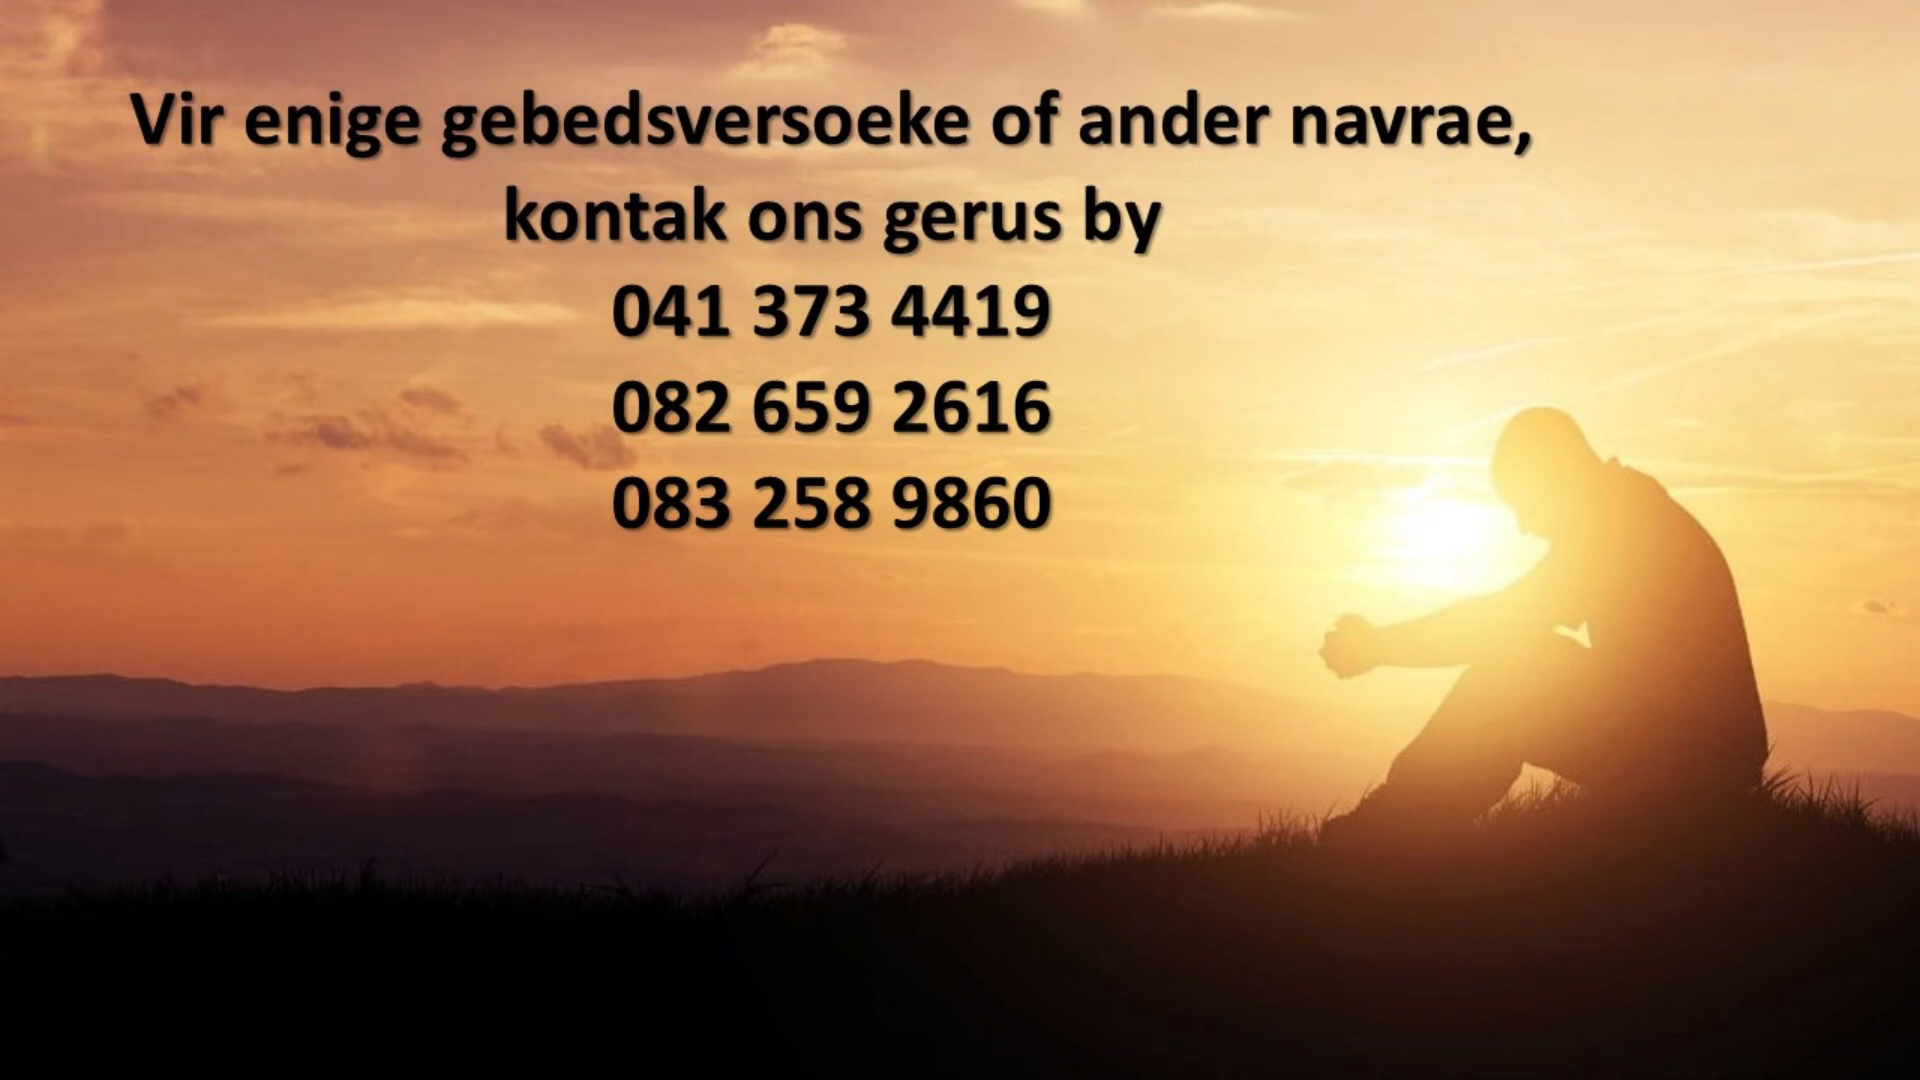 Vir enige gebedsversoeke of ander navrae,
kontak ons gerus by
041 373 4419
082 659 2616
083 258 9860